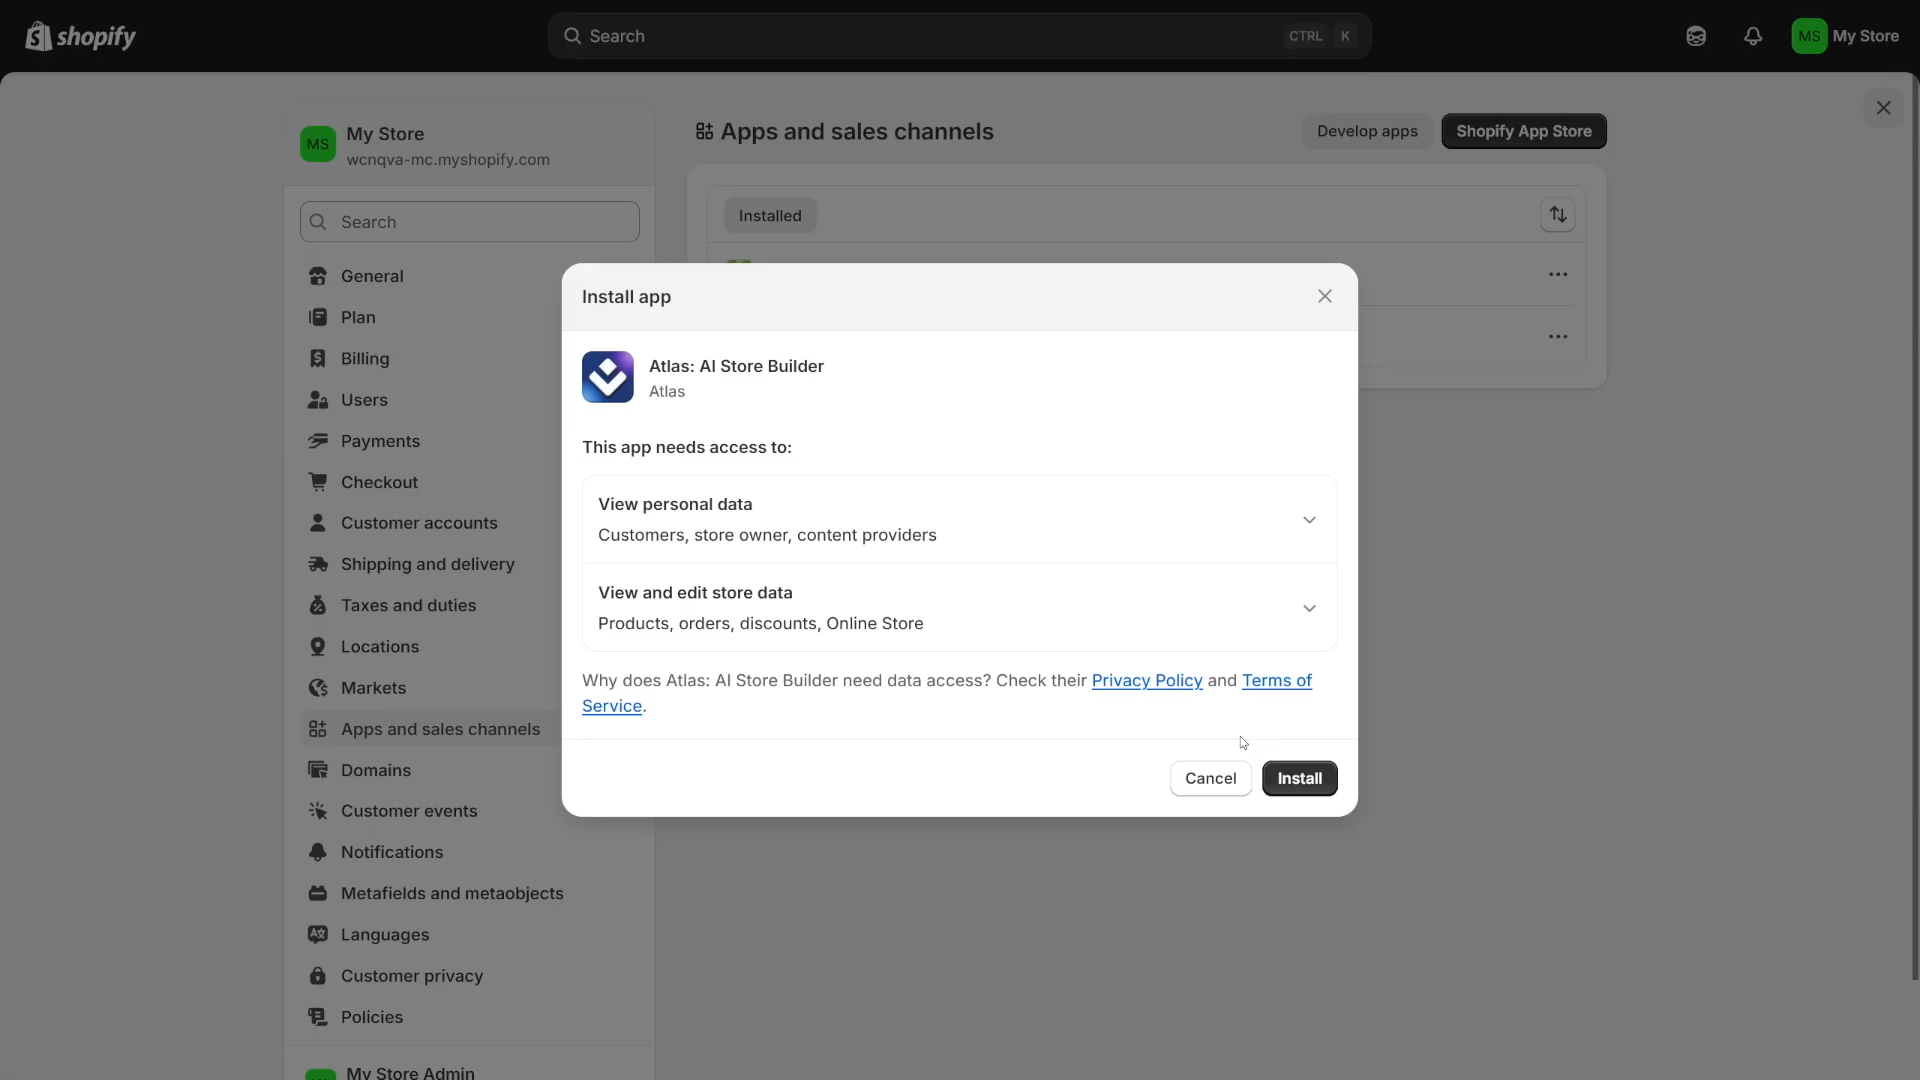 shopify
Search
CTRL K
MS
My Store
MS
My Store
wcnqva-mc.myshopify.com
Search
General
Plan
Billing
Users
Payments
Checkout
Customer accounts
Shipping and delivery
Taxes and duties
Locations
Markets
Apps and sales channels
Domains
Customer events
Notifications
Metafields and metaobjects
Languages
Customer privacy
Policies
My Store Admin
Apps and sales channels
Develop apps
Shopify App Store
Installed
Install app
Atlas: AI Store Builder
Atlas
This app needs access to:
View personal data
Customers, store owner, content providers
View and edit store data
Products, orders, discounts, Online Store
Why does Atlas: AI Store Builder need data access? Check their Privacy Policy and Terms of
Service.
Cancel
Install